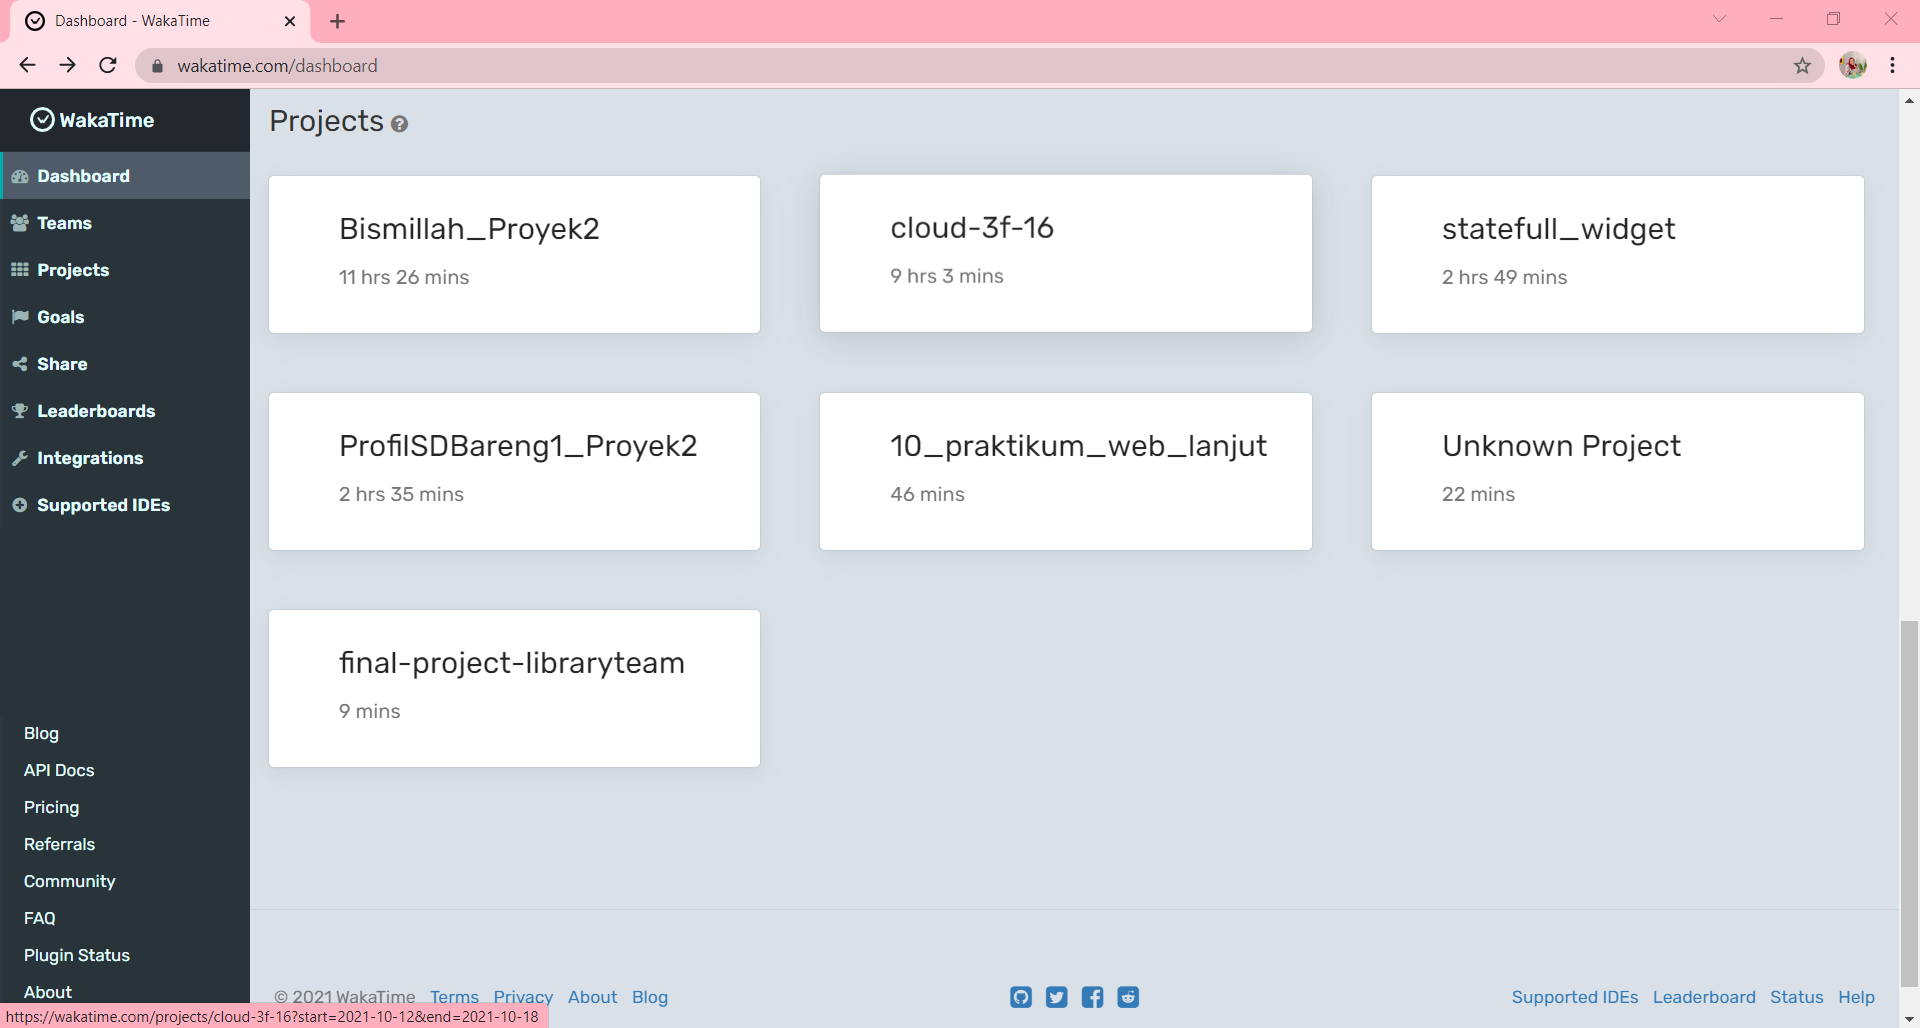 Dashboard - WakaTime
wakatime.com/dashboard
WakaTime
Dashboard
Teams
Projects
Goals
Share
Leaderboards
Integrations
Supported IDEs
Blog
API Docs
Pricing
Referrals
Community
FAQ
Plugin Status
About
Projects ?
Bismillah_Proyek2
11 hrs 26 mins
cloud-3f-16
9 hrs 3 mins
statefull_widget
2 hrs 49 mins
ProfilSDBareng1_Proyek2
2 hrs 35 mins
10_praktikum_web_lanjut
46 mins
Unknown Project
22 mins
final-project-libraryteam
9 mins
© 2021 WakaTime Terms Privacy About Blog
Supported IDEs Leaderboard Status Help
https://wakatime.com/projects/cloud-3f-16?start=2021-10-12&end=2021-10-18